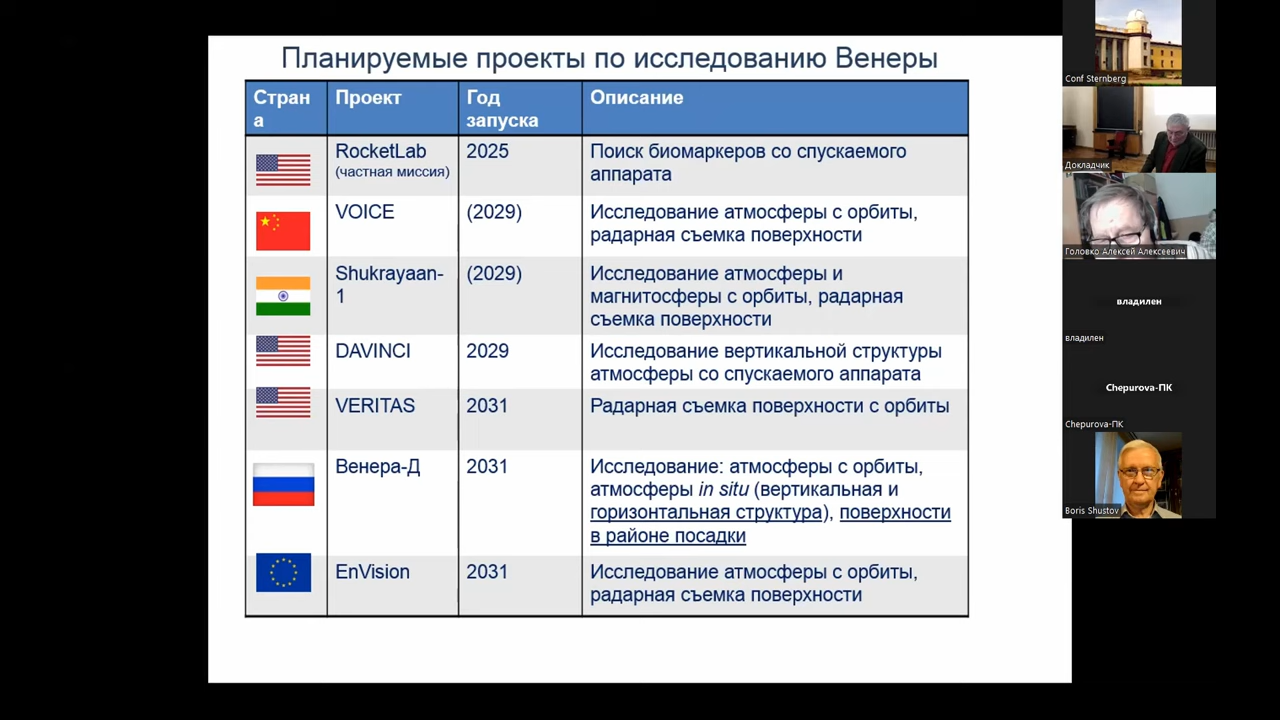 Планируемые проекты по исследованию Венеры
Стран
а
Проект
Год
запуска
Описание
RocketLab
(частная миссия)
2025
Поиск биомаркеров со спускаемого
аппарата
VOICE
(2029)
Исследование атмосферы с орбиты,
радарная съемка поверхности
Shukrayaan-
1
(2029)
Исследование атмосферы и
магнитосферы с орбиты, радарная
съемка поверхности
DAVINCI
2029
Исследование вертикальной структуры
атмосферы со спускаемого аппарата
VERITAS
2031
Радарная съемка поверхности с орбиты
Венера-Д
2031
Исследование: атмосферы с орбиты,
атмосферы in situ (вертикальная и
горизонтальная структура), поверхности
в районе посадки
EnVision
2031
Исследование атмосферы с орбиты,
радарная съемка поверхности
Conf Sternberg
Докладчик
Головко Алексей Алексеевич
владилен
владилен
Chepurova-ПК
Chepurova-ПК
Boris Shustov